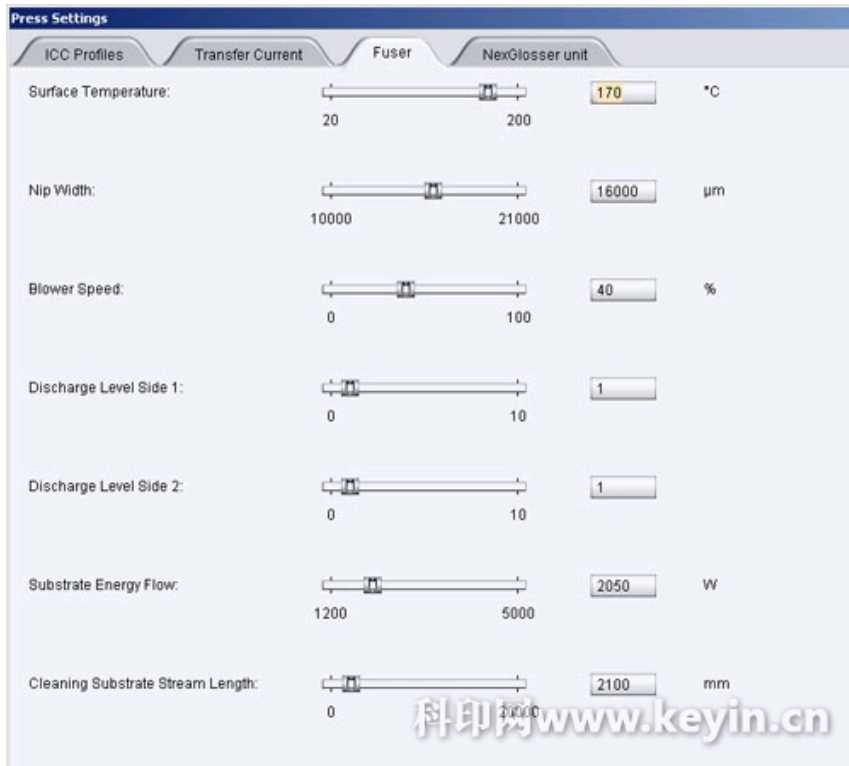 Press Settings
ICC Profiles Transfer Current Fuser NexGlosser unit
Surface Temperature: 170 °C
20 200
Nip Width: 16000 µm
10000 21000
Blower Speed: 40 %
0 100
Discharge Level Side 1: 1
0 10
Discharge Level Side 2: 1
0 10
Substrate Energy Flow: 2050 W
1200 5000
Cleaning Substrate Stream Length: 2100 mm
0 20000
科印网www.keyin.cn